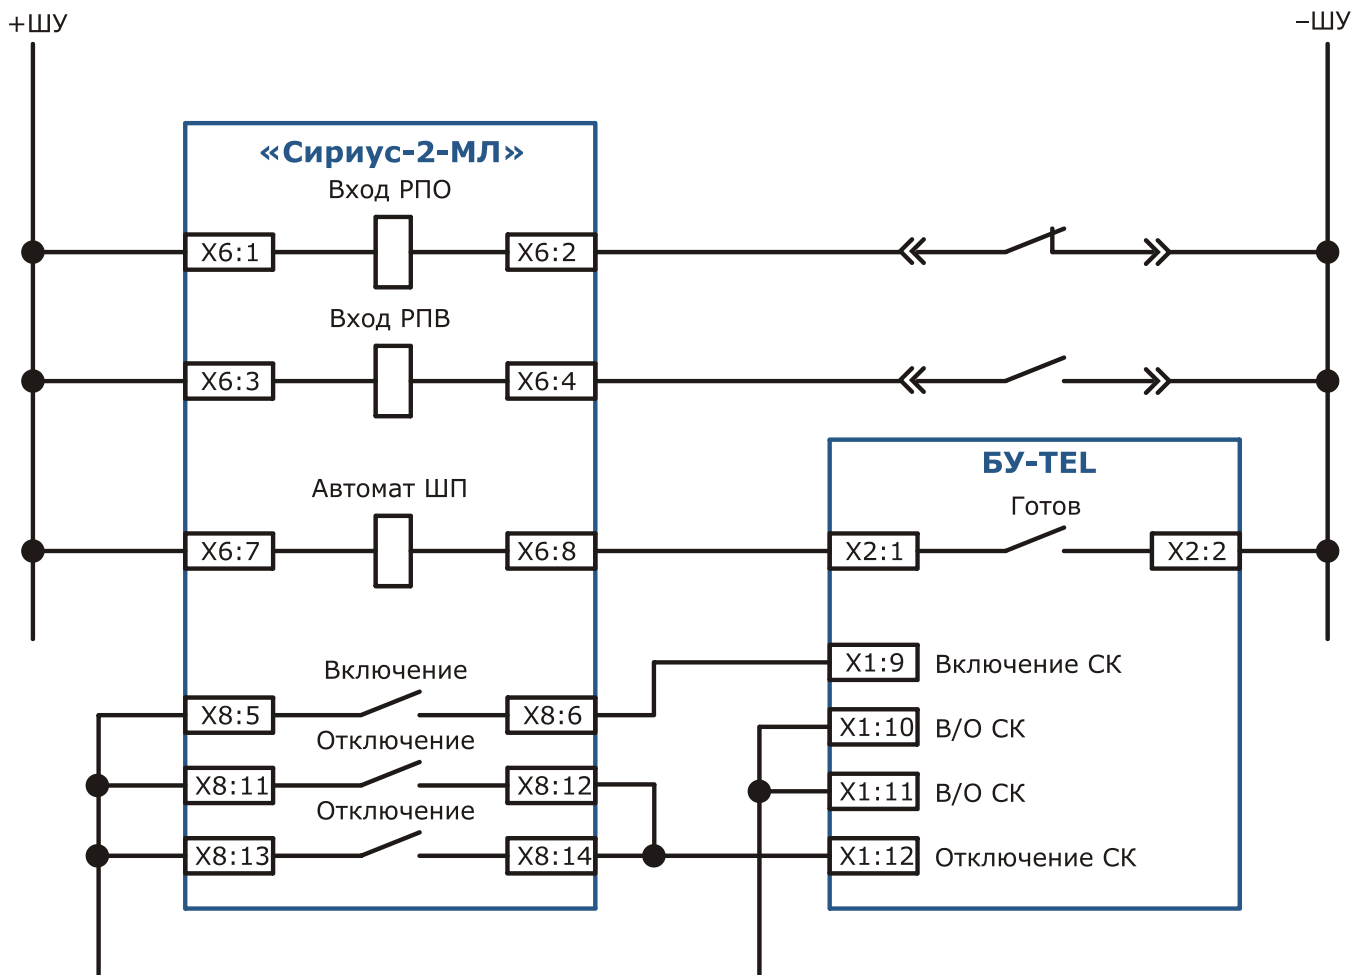 +ШУ
–ШУ
«Сириус-2-МЛ»
Вход РПО
X6:1
X6:2
Вход РПВ
X6:3
X6:4
БУ-TEL
Автомат ШП
Готов
X6:7
X6:8
X2:1
X2:2
Включение
X1:9
Включение СК
X8:5
X8:6
X1:10
В/О СК
Отключение
X8:11
X8:12
X1:11
В/О СК
Отключение
X8:13
X8:14
X1:12
Отключение СК